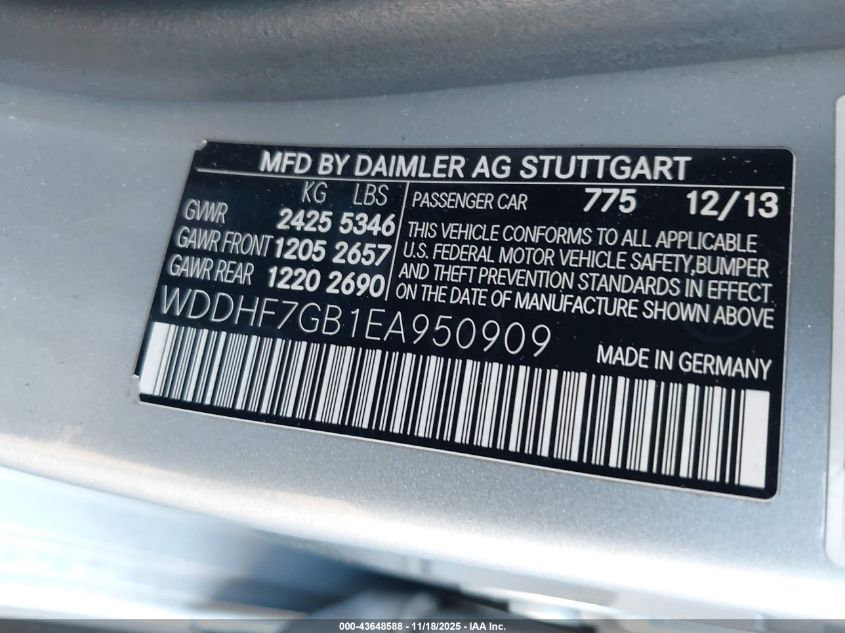 MFD BY DAIMLER AG STUTTGART
KG LBS
GVWR 2425 5346
GAWR FRONT 1205 2657
GAWR REAR 1220 2690
PASSENGER CAR 775 12/13
THIS VEHICLE CONFORMS TO ALL APPLICABLE
U.S. FEDERAL MOTOR VEHICLE SAFETY,BUMPER
AND THEFT PREVENTION STANDARDS IN EFFECT
ON THE DATE OF MANUFACTURE SHOWN ABOVE
WDDHF7GB1EA950909
MADE IN GERMANY
000-43648588 - 11/18/2025 - IAA Inc.